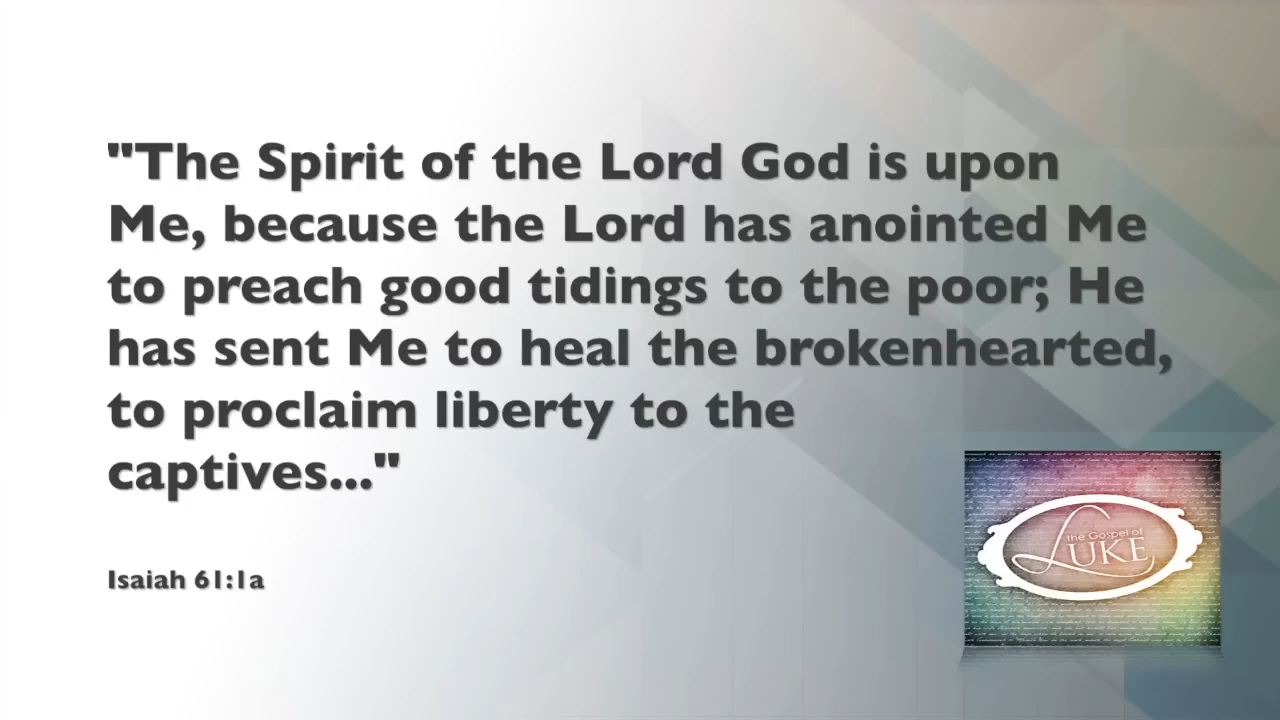 "The Spirit of the Lord God is upon
Me, because the Lord has anointed Me
to preach good tidings to the poor; He
has sent Me to heal the brokenhearted,
to proclaim liberty to the
captives..."
Isaiah 61:1a
the Gospel of
LUKE